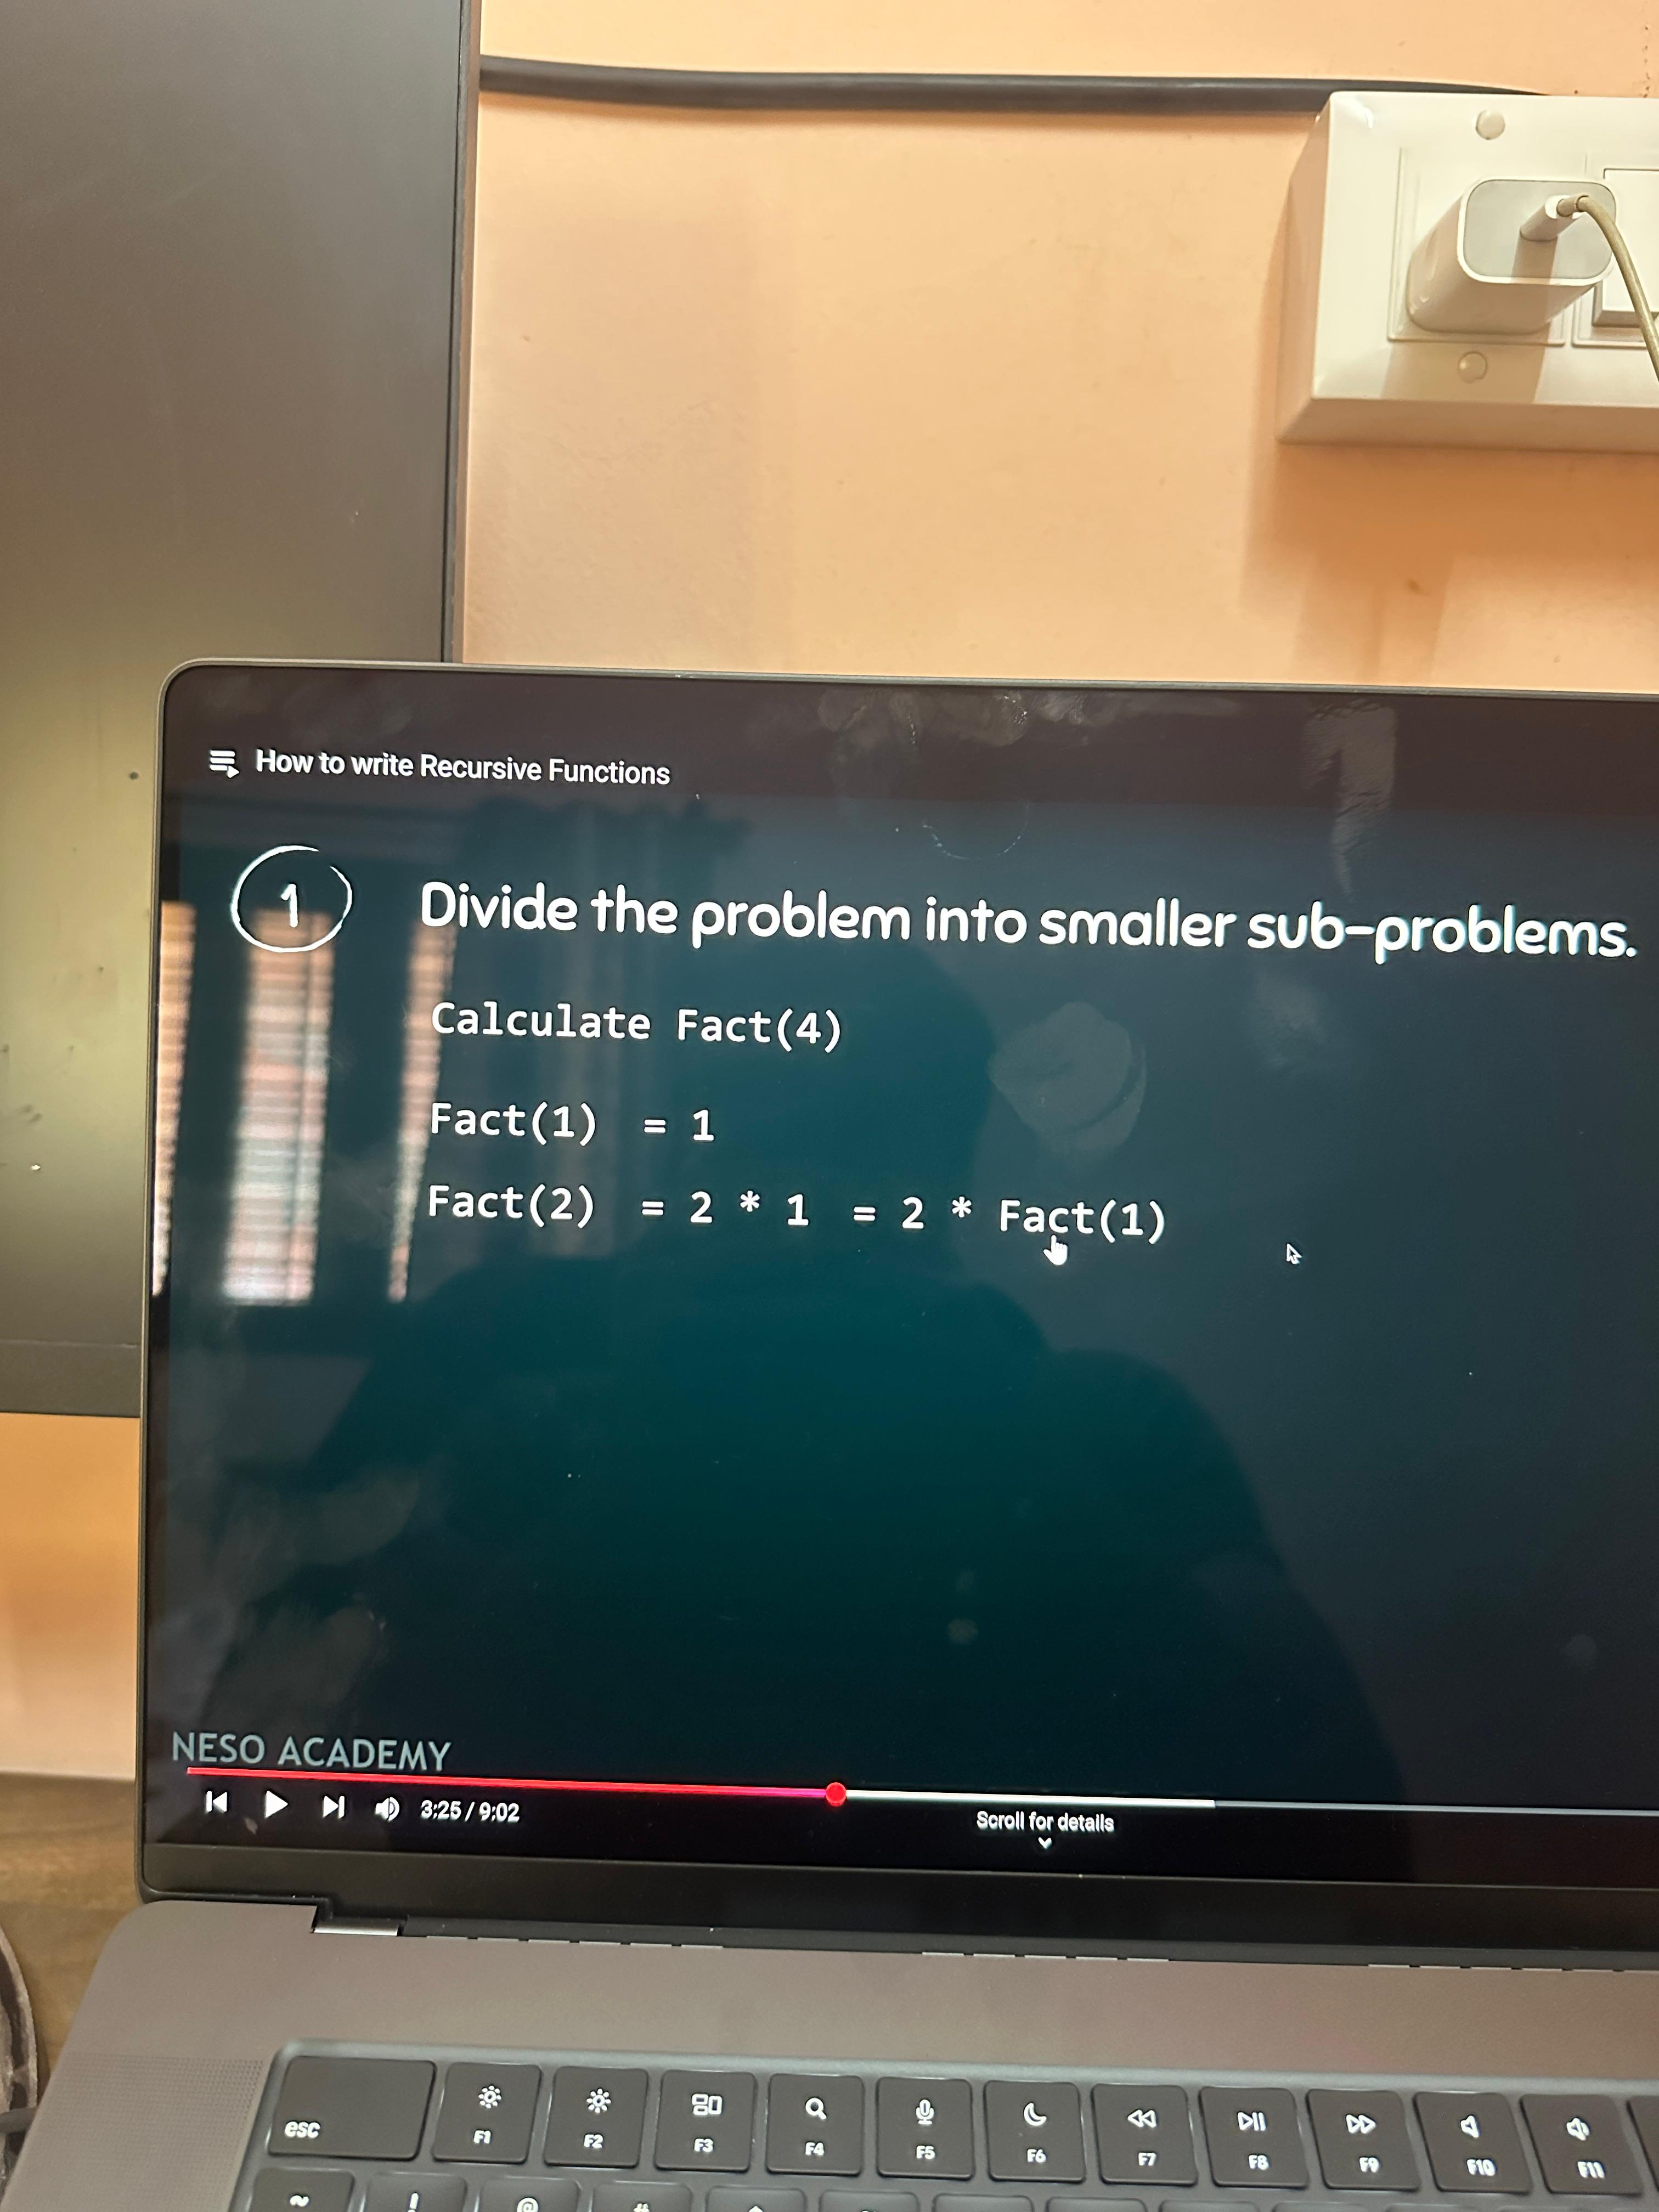 How to write Recursive Functions
1 Divide the problem into smaller sub-problems.
Calculate Fact(4)
Fact(1) = 1
Fact(2) = 2 * 1 = 2 * Fact(1)
NESO ACADEMY
3:25 / 9:02
Scroll for details
esc F1 F2 F3 F4 F5 F6 F7 F8 F9 F10 F11
~ ! @ #